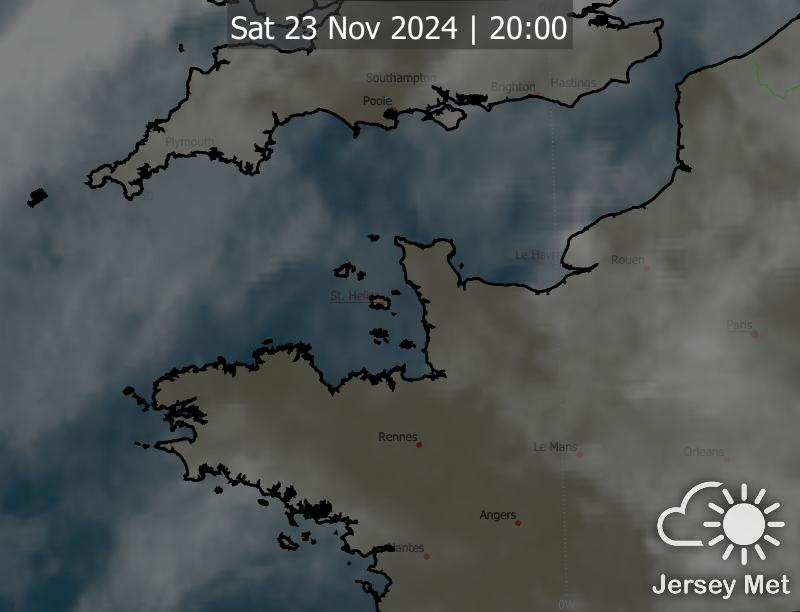 Sat 23 Nov 2024 | 20:00
Southampton
Brighton
Hastings
Poole
Plymouth
Le Havre
Rouen
St. Heli
Paris
Rennes
Le Mans
Orleans
Angers
Nantes
Jersey Met
0W